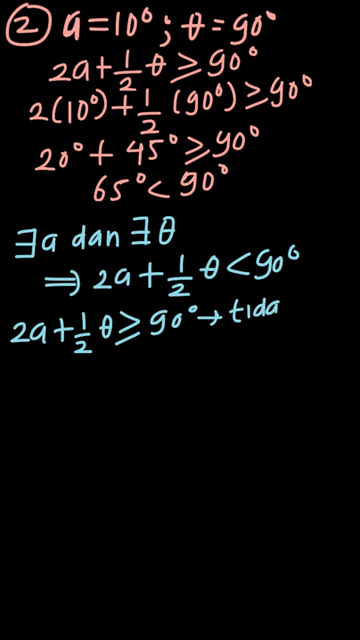 ② a = 10°; θ = 90°
2a + 1/2 θ ≥ 90°
2(10°) + 1/2 (90°) ≥ 90°
20° + 45° ≥ 90°
65° < 90°
∃a dan ∃θ
⇒ 2a + 1/2 θ < 90°
2a + 1/2 θ ≥ 90° → tida